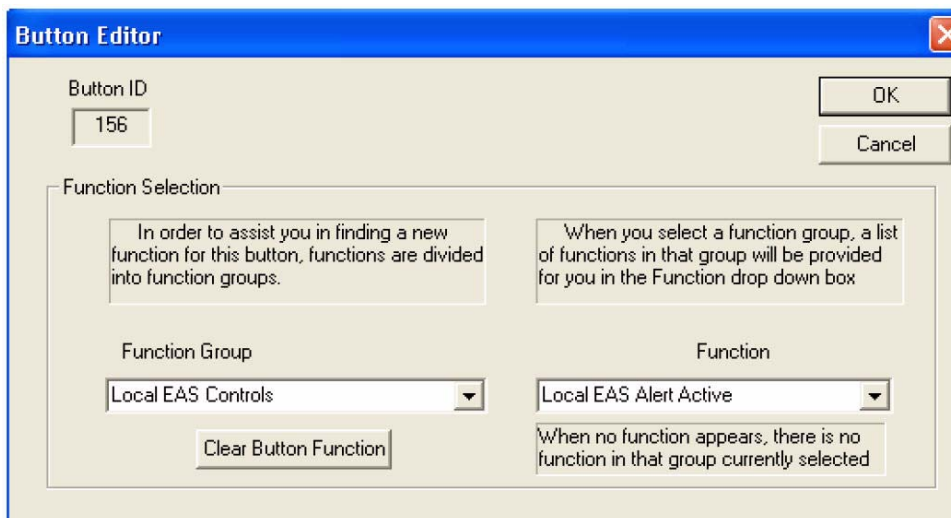 Button Editor
Button ID
156
OK
Cancel
Function Selection
In order to assist you in finding a new
function for this button, functions are divided
into function groups.
When you select a function group, a list
of functions in that group will be provided
for you in the Function drop down box
Function Group
Function
Local EAS Controls
Local EAS Alert Active
Clear Button Function
When no function appears, there is no
function in that group currently selected